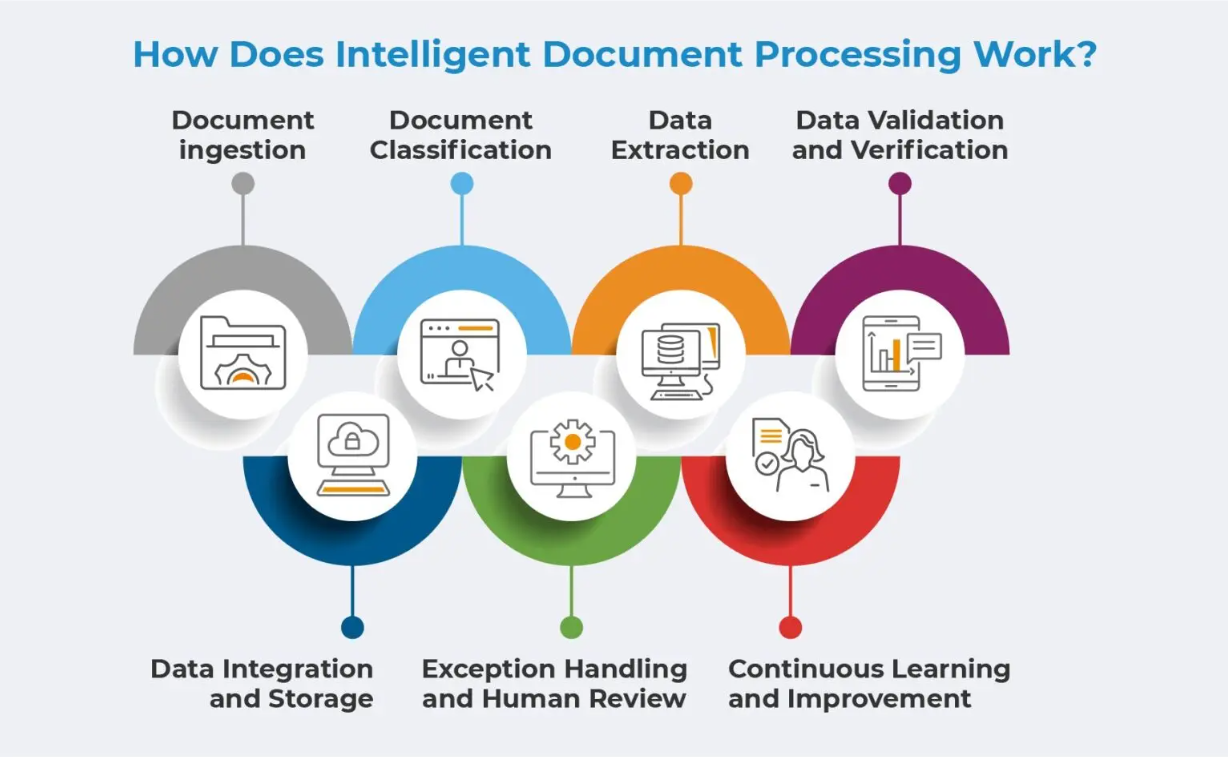 How Does Intelligent Document Processing Work?
Document
ingestion
Document
Classification
Data
Extraction
Data Validation
and Verification
Data Integration
and Storage
Exception Handling
and Human Review
Continuous Learning
and Improvement